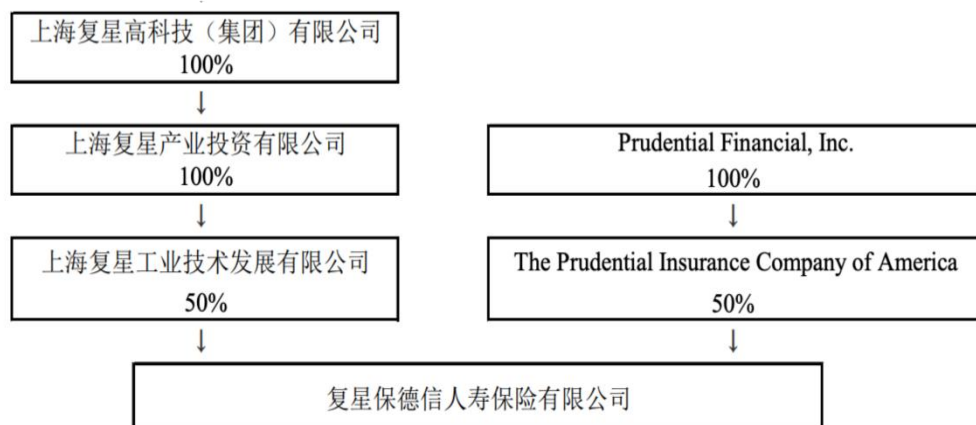 上海复星高科技（集团）有限公司
100%
↓
上海复星产业投资有限公司
100%
↓
上海复星工业技术发展有限公司
50%
↓
Prudential Financial, Inc.
100%
↓
The Prudential Insurance Company of America
50%
↓
复星保德信人寿保险有限公司